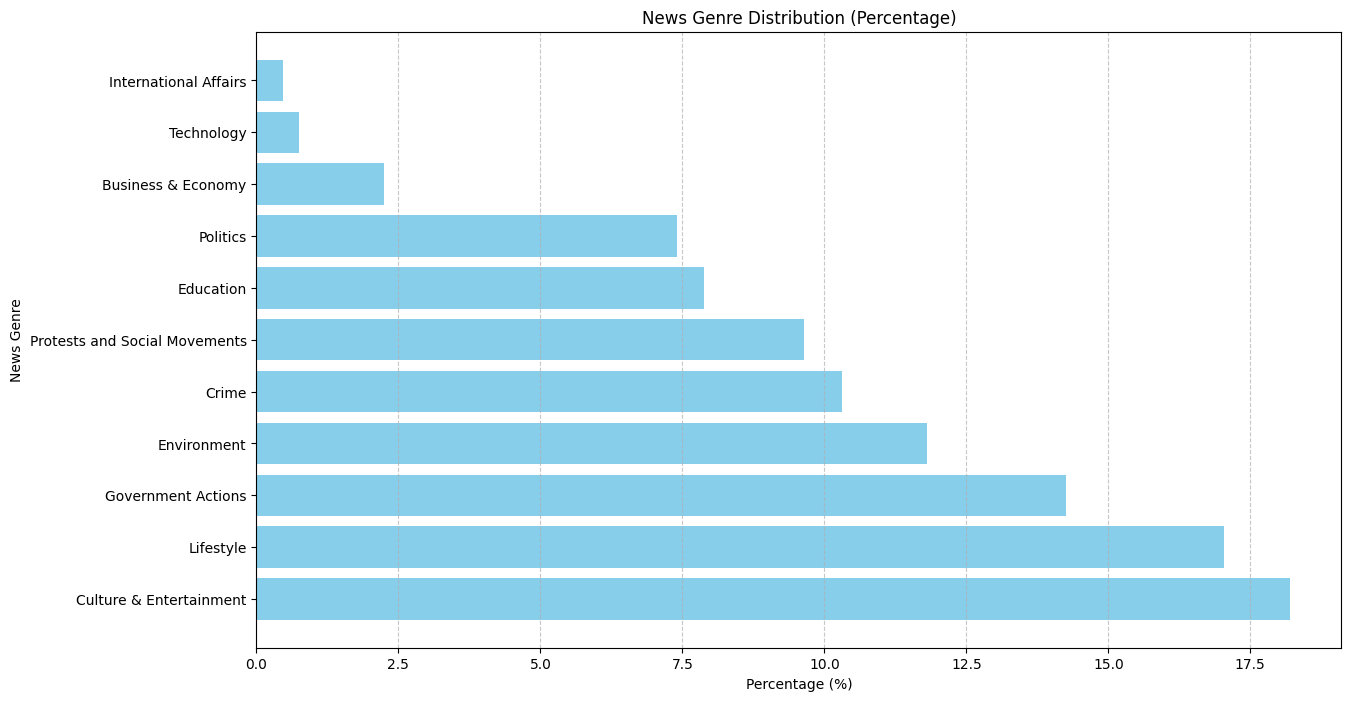 News Genre Distribution (Percentage)
News Genre
International Affairs
Technology
Business & Economy
Politics
Education
Protests and Social Movements
Crime
Environment
Government Actions
Lifestyle
Culture & Entertainment
0.0 2.5 5.0 7.5 10.0 12.5 15.0 17.5
Percentage (%)